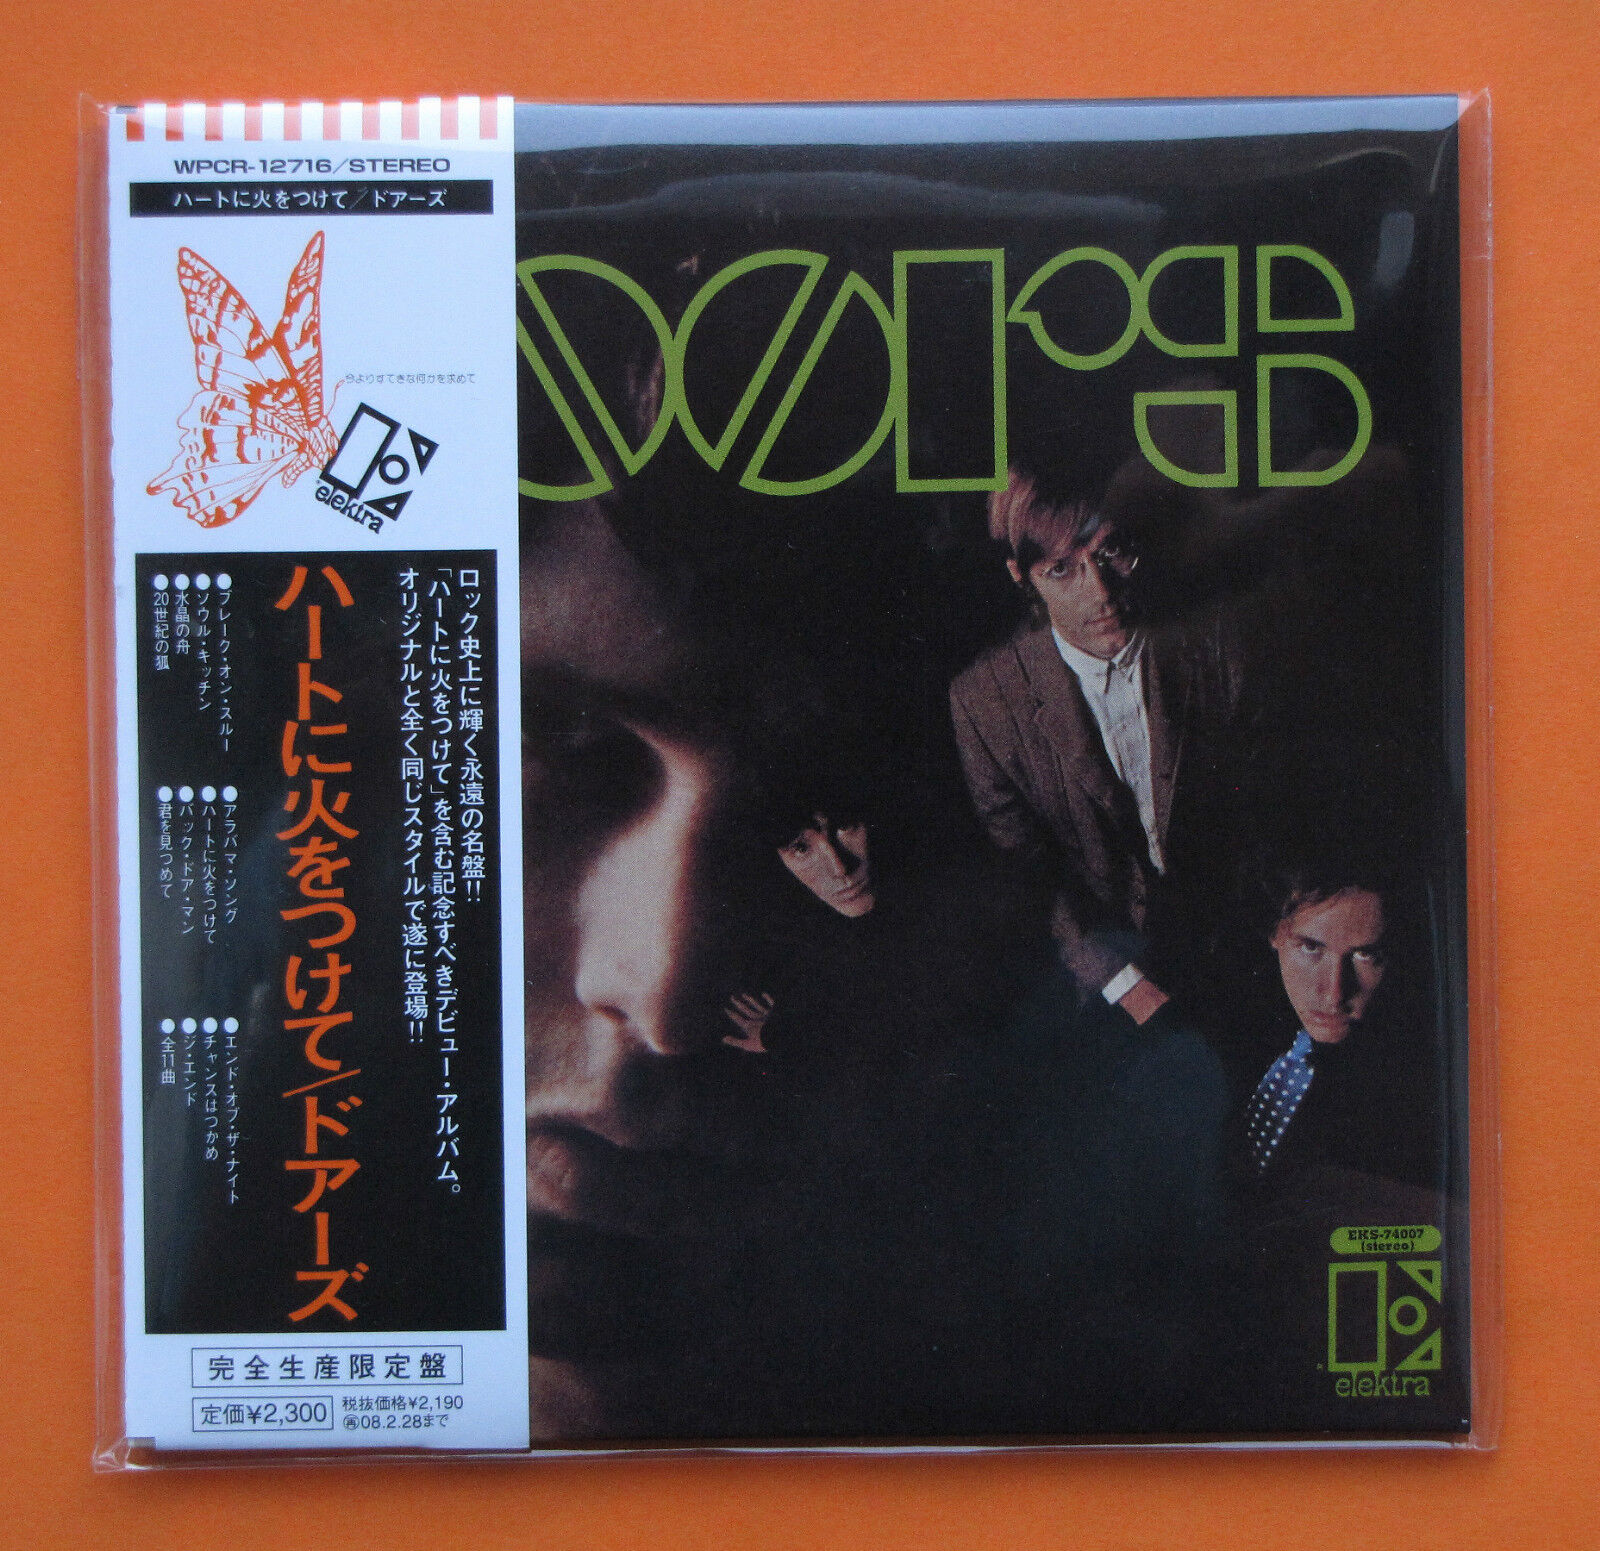 WPCR-12716/STEREO
ハートに火をつけて/ドアーズ
今よりすてきな何かを求めて
elektra
ロック史上に輝く永遠の名盤!!
「ハートに火をつけて」を含む記念すべきデビュー・アルバム。
オリジナルと全く同じスタイルで遂に登場!!
ハートに火をつけて/ドアーズ
●ブレーク・オン・スルー
●ソウル・キッチン
●水晶の舟
●20世紀の狐
●アラバマ・ソング
●ハートに火をつけて
●バック・ドア・マン
●君を見つめて
●エンド・オブ・ザ・ナイト
●チャンスはつかめ
●ジ・エンド
●全11曲
完全生産限定盤
定価¥2,300
税抜価格¥2,190
再08.2.28まで
oors
EKS-74007
(stereo)
elektra